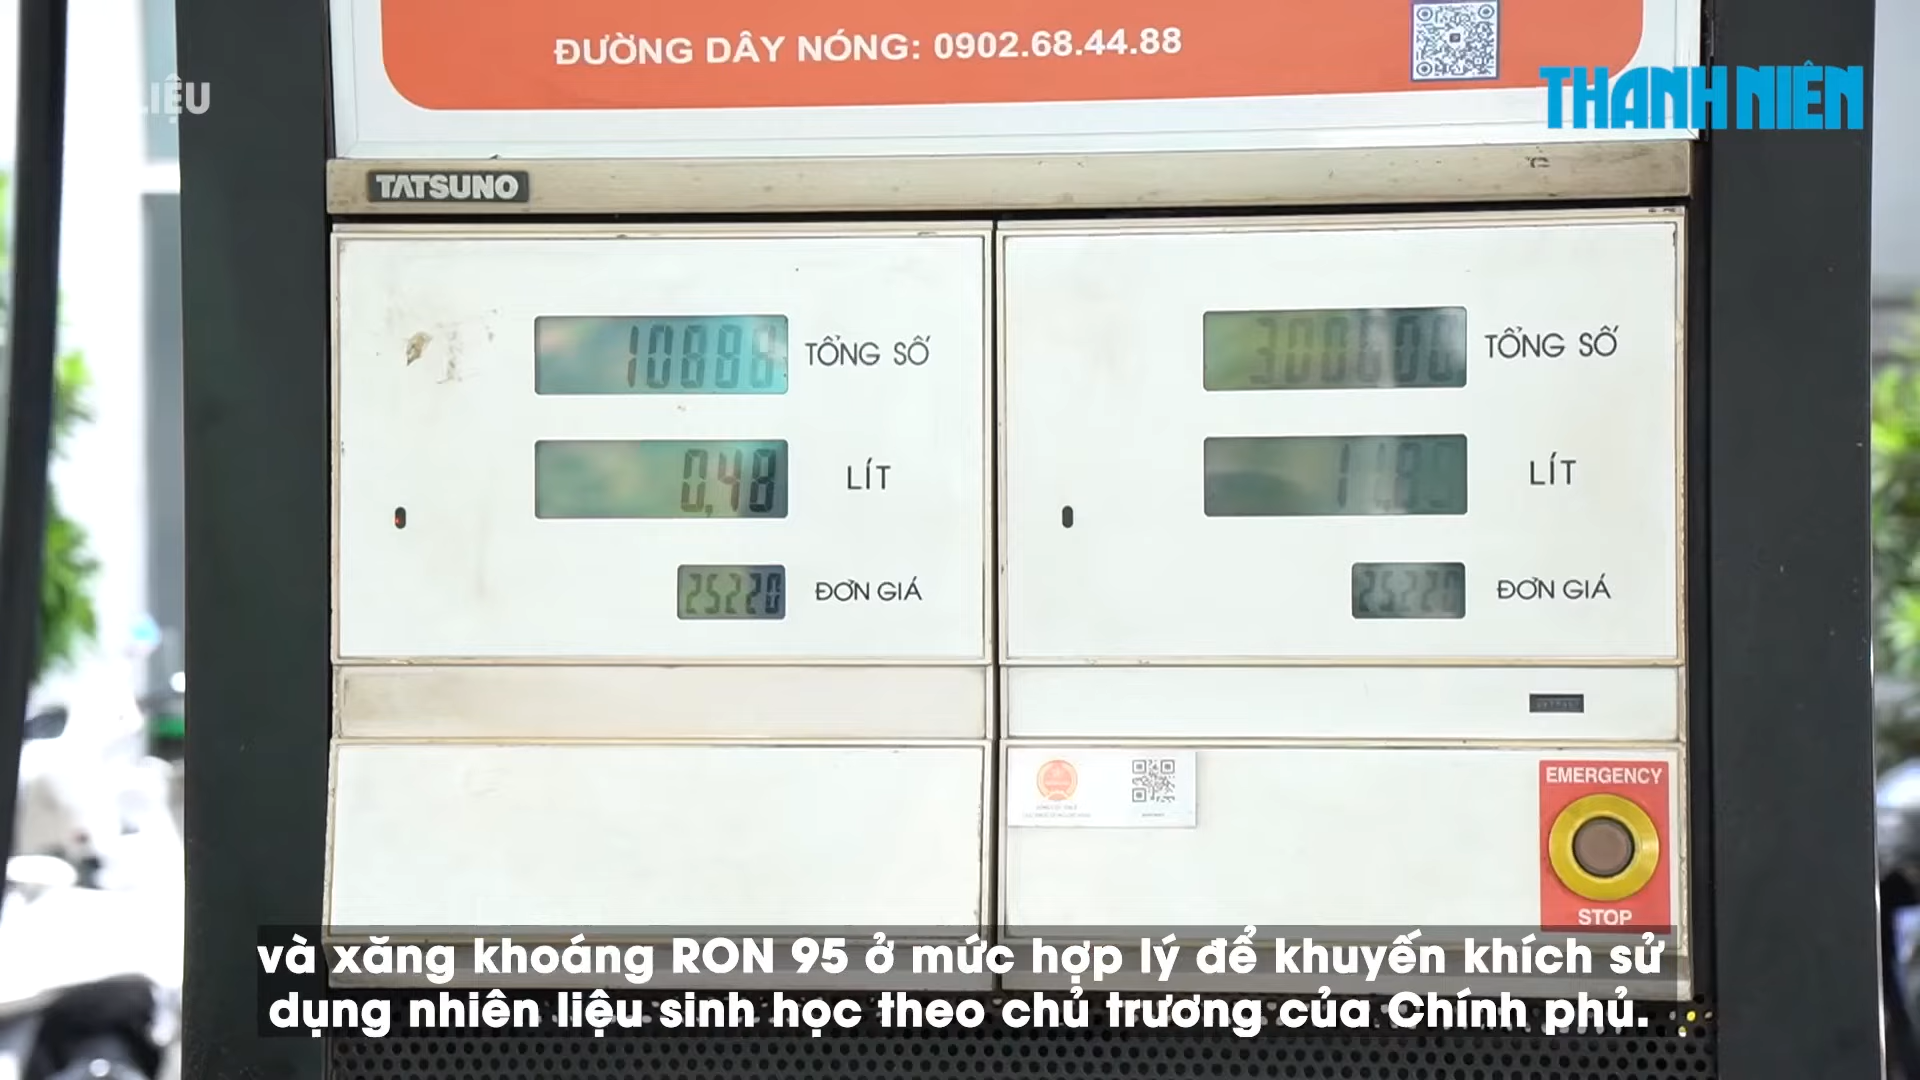 ĐƯỜNG DÂY NÓNG: 0902.68.44.88
LIỆU
THANH NIÊN
TATSUNO
TỔNG SỐ
TỔNG SỐ
0,48 LÍT
LÍT
25220 ĐƠN GIÁ
25220 ĐƠN GIÁ
EMERGENCY
STOP
và xăng khoáng RON 95 ở mức hợp lý để khuyến khích sử
dụng nhiên liệu sinh học theo chủ trương của Chính phủ.